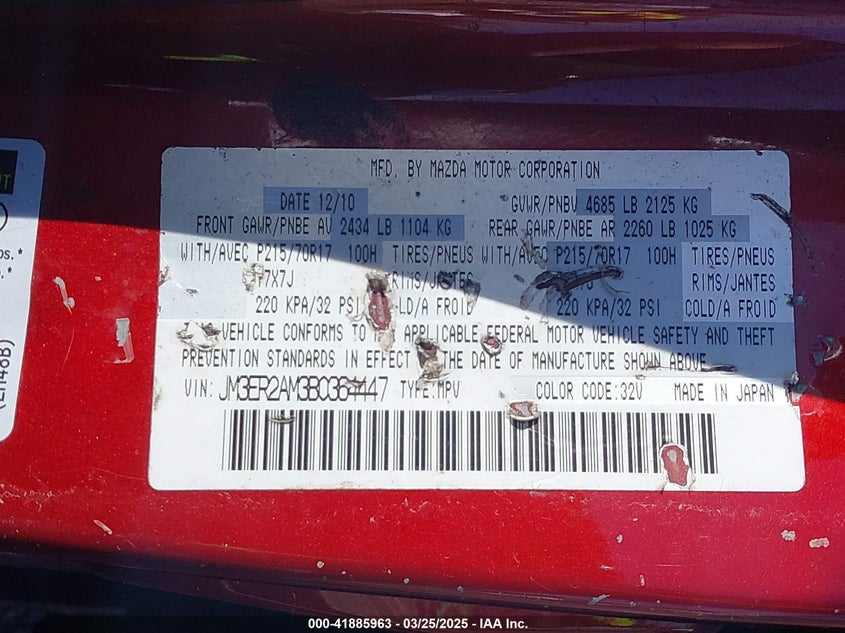 MFD. BY MAZDA MOTOR CORPORATION
DATE 12/10 GVWR/PNBV 4685 LB 2125 KG
FRONT GAWR/PNBE AV 2434 LB 1104 KG REAR GAWR/PNBE AR 2260 LB 1025 KG
WITH/AVEC P215/70R17 100H TIRES/PNEUS WITH/AVEC P215/70R17 100H TIRES/PNEUS
RIMS/JANTES
220 KPA/32 PSI COLD/A FROID 220 KPA/32 PSI COLD/A FROID
VEHICLE CONFORMS TO APPLICABLE FEDERAL MOTOR VEHICLE SAFETY AND THEFT
PREVENTION STANDARDS IN EFFECT THE DATE OF MANUFACTURE SHOWN ABOVE.
VIN: TYPE:MPV COLOR CODE:32V MADE IN JAPAN
000-41885963 - 03/25/2025 - IAA Inc.